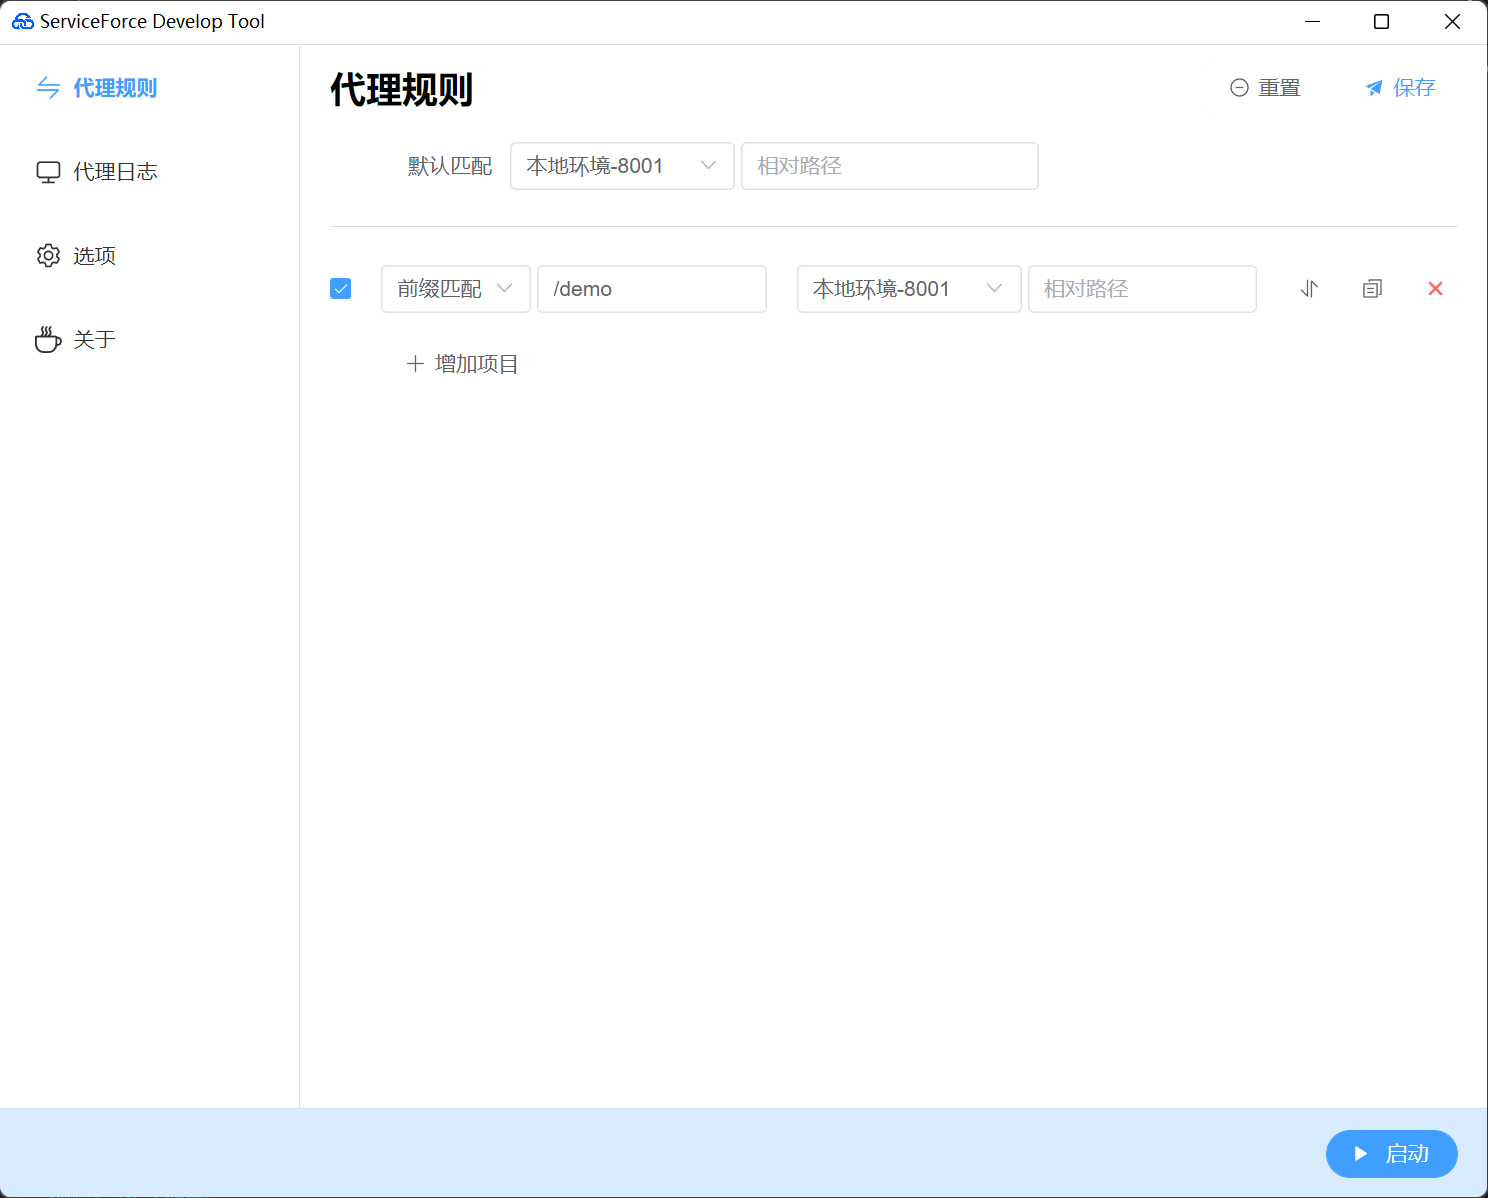 ServiceForce Develop Tool
代理规则
代理日志
选项
关于
代理规则
重置
保存
默认匹配 本地环境-8001 相对路径
前缀匹配 /demo 本地环境-8001 相对路径
增加项目
启动